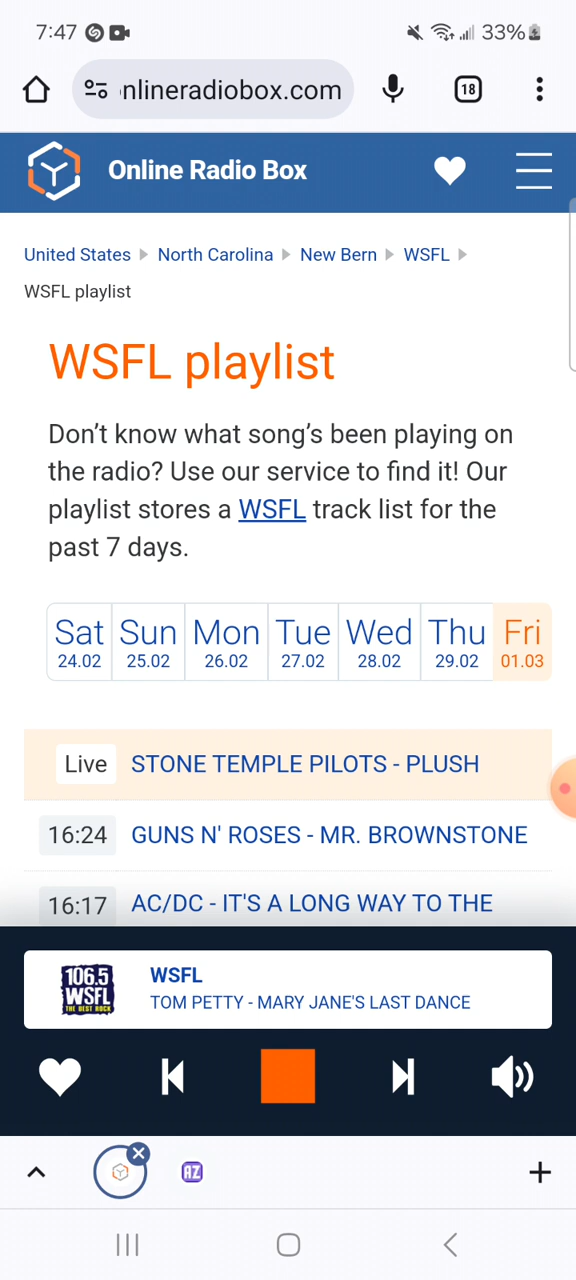 7:47 33%
nlineradiobox.com 18
Online Radio Box
United States North Carolina New Bern WSFL
WSFL playlist
WSFL playlist
Don’t know what song’s been playing on
the radio? Use our service to find it! Our
playlist stores a WSFL track list for the
past 7 days.
Sat Sun Mon Tue Wed Thu Fri
24.02 25.02 26.02 27.02 28.02 29.02 01.03
Live STONE TEMPLE PILOTS - PLUSH
16:24 GUNS N' ROSES - MR. BROWNSTONE
16:17 AC/DC - IT'S A LONG WAY TO THE
106.5
WSFL
THE BEST ROCK
WSFL
TOM PETTY - MARY JANE'S LAST DANCE
AZ